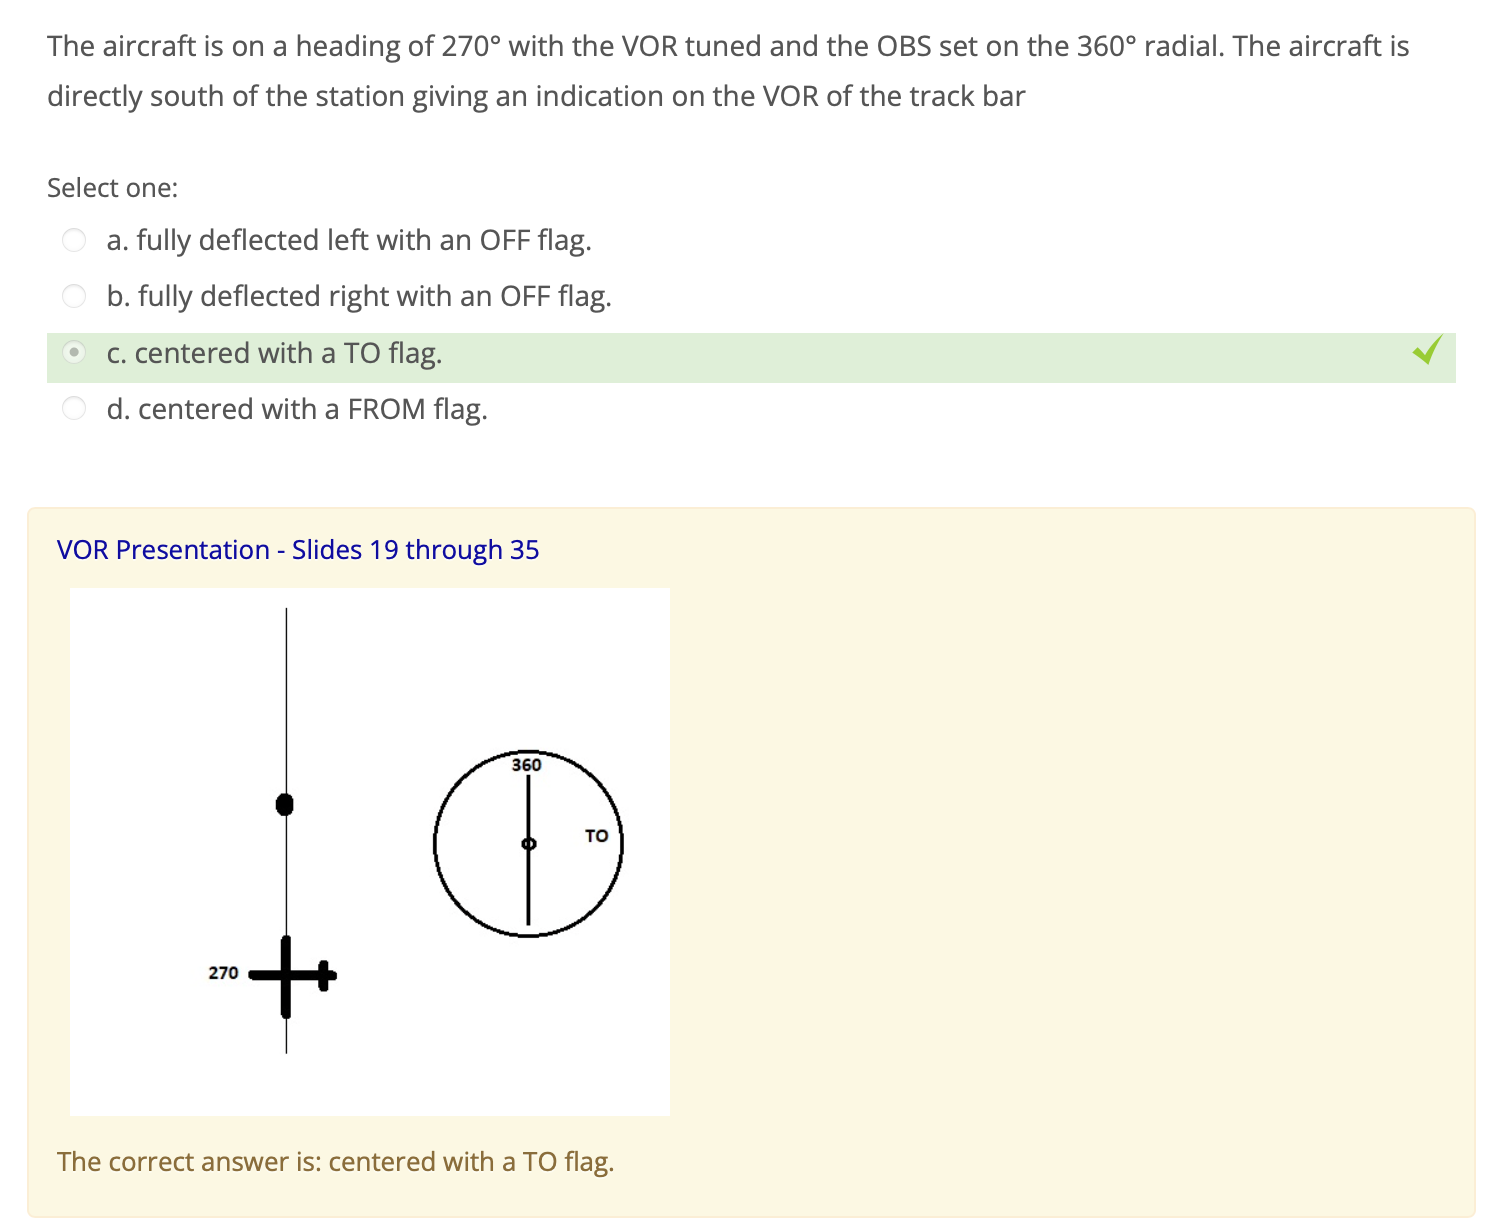 The aircraft is on a heading of 270° with the VOR tuned and the OBS set on the 360° radial. The aircraft is
directly south of the station giving an indication on the VOR of the track bar
Select one:
a. fully deflected left with an OFF flag.
b. fully deflected right with an OFF flag.
c. centered with a TO flag.
d. centered with a FROM flag.
VOR Presentation - Slides 19 through 35
360
TO
270
The correct answer is: centered with a TO flag.